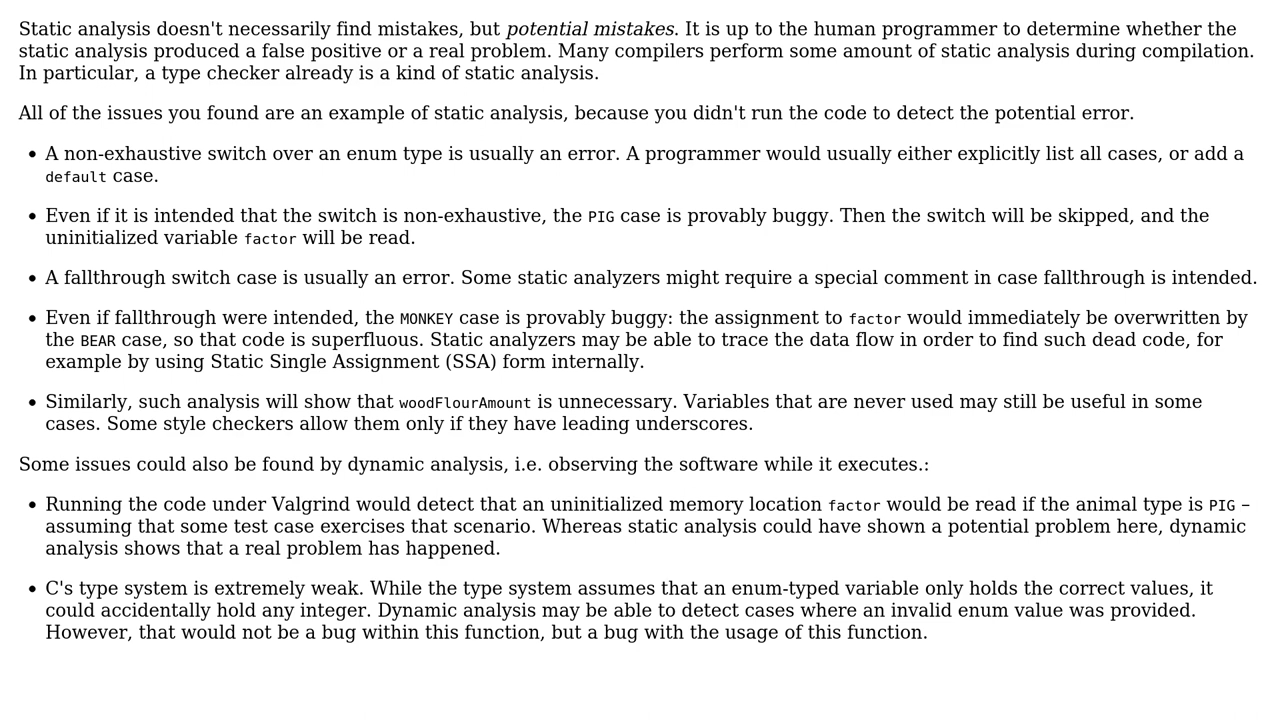 Static analysis doesn't necessarily find mistakes, but potential mistakes. It is up to the human programmer to determine whether the
static analysis produced a false positive or a real problem. Many compilers perform some amount of static analysis during compilation.
In particular, a type checker already is a kind of static analysis.
All of the issues you found are an example of static analysis, because you didn't run the code to detect the potential error.
• A non-exhaustive switch over an enum type is usually an error. A programmer would usually either explicitly list all cases, or add a
default case.
• Even if it is intended that the switch is non-exhaustive, the PIG case is provably buggy. Then the switch will be skipped, and the
uninitialized variable factor will be read.
• A fallthrough switch case is usually an error. Some static analyzers might require a special comment in case fallthrough is intended.
• Even if fallthrough were intended, the MONKEY case is provably buggy: the assignment to factor would immediately be overwritten by
the BEAR case, so that code is superfluous. Static analyzers may be able to trace the data flow in order to find such dead code, for
example by using Static Single Assignment (SSA) form internally.
• Similarly, such analysis will show that woodFlourAmount is unnecessary. Variables that are never used may still be useful in some
cases. Some style checkers allow them only if they have leading underscores.
Some issues could also be found by dynamic analysis, i.e. observing the software while it executes.:
• Running the code under Valgrind would detect that an uninitialized memory location factor would be read if the animal type is PIG –
assuming that some test case exercises that scenario. Whereas static analysis could have shown a potential problem here, dynamic
analysis shows that a real problem has happened.
• C's type system is extremely weak. While the type system assumes that an enum-typed variable only holds the correct values, it
could accidentally hold any integer. Dynamic analysis may be able to detect cases where an invalid enum value was provided.
However, that would not be a bug within this function, but a bug with the usage of this function.